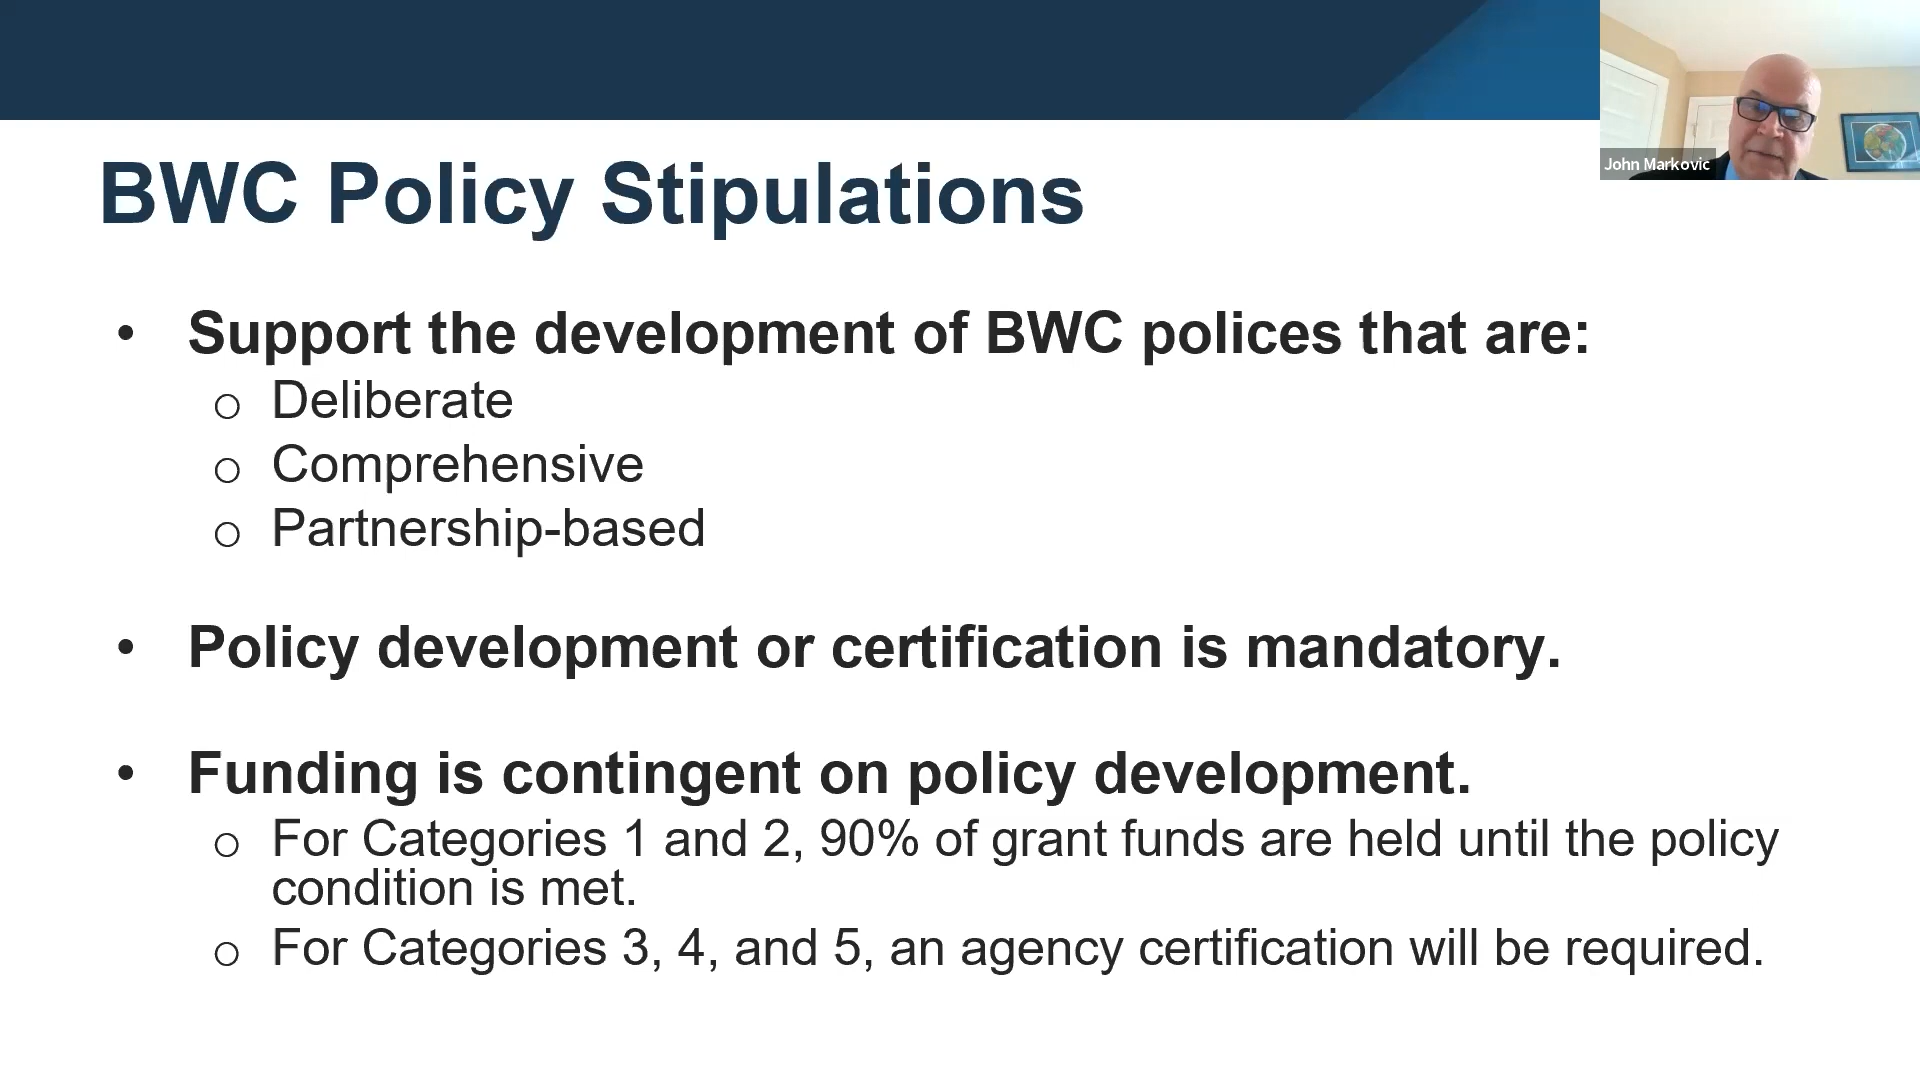 John Markovic
BWC Policy Stipulations
• Support the development of BWC polices that are:
o Deliberate
o Comprehensive
o Partnership-based
• Policy development or certification is mandatory.
• Funding is contingent on policy development.
o For Categories 1 and 2, 90% of grant funds are held until the policy
condition is met.
o For Categories 3, 4, and 5, an agency certification will be required.